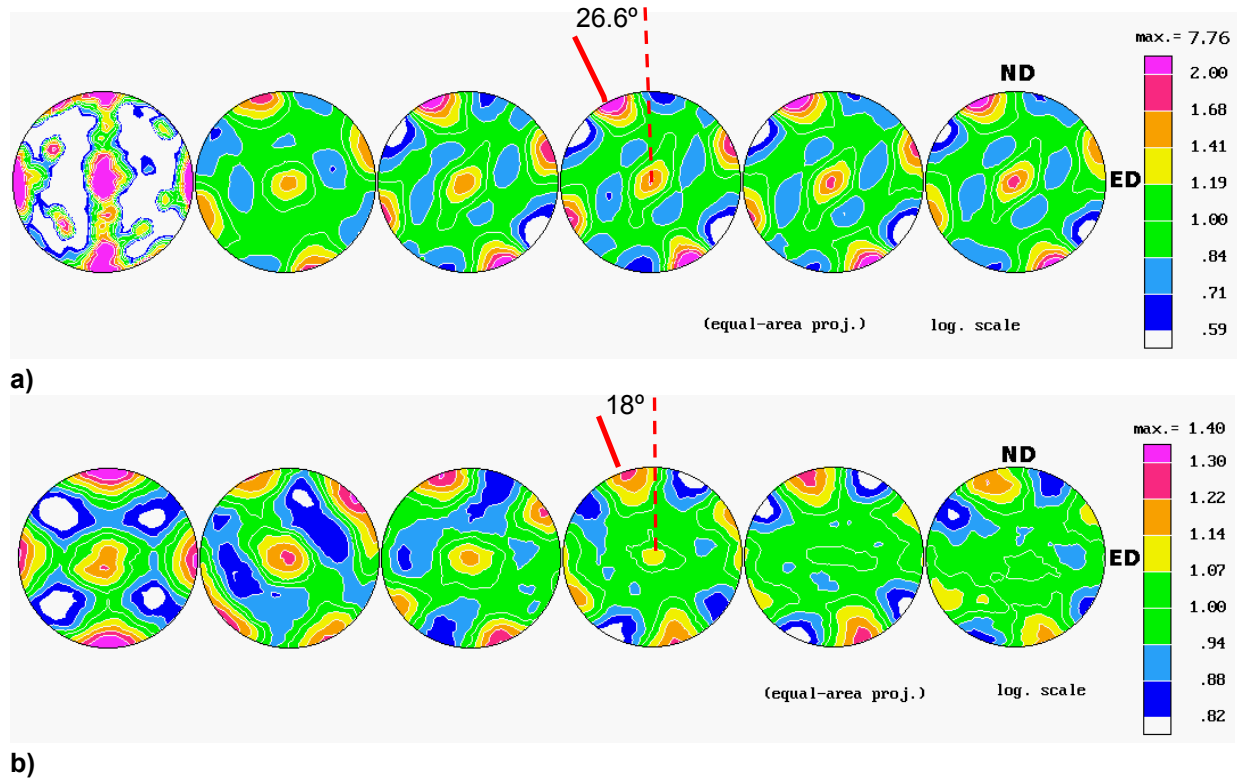 26.6º
max.= 7.76
ND
2.00
1.68
1.41
ED
1.19
1.00
.84
.71
.59
(equal-area proj.) log. scale
a)
18º
max.= 1.40
ND
1.30
1.22
1.14
ED
1.07
1.00
.94
.88
.82
(equal-area proj.) log. scale
b)